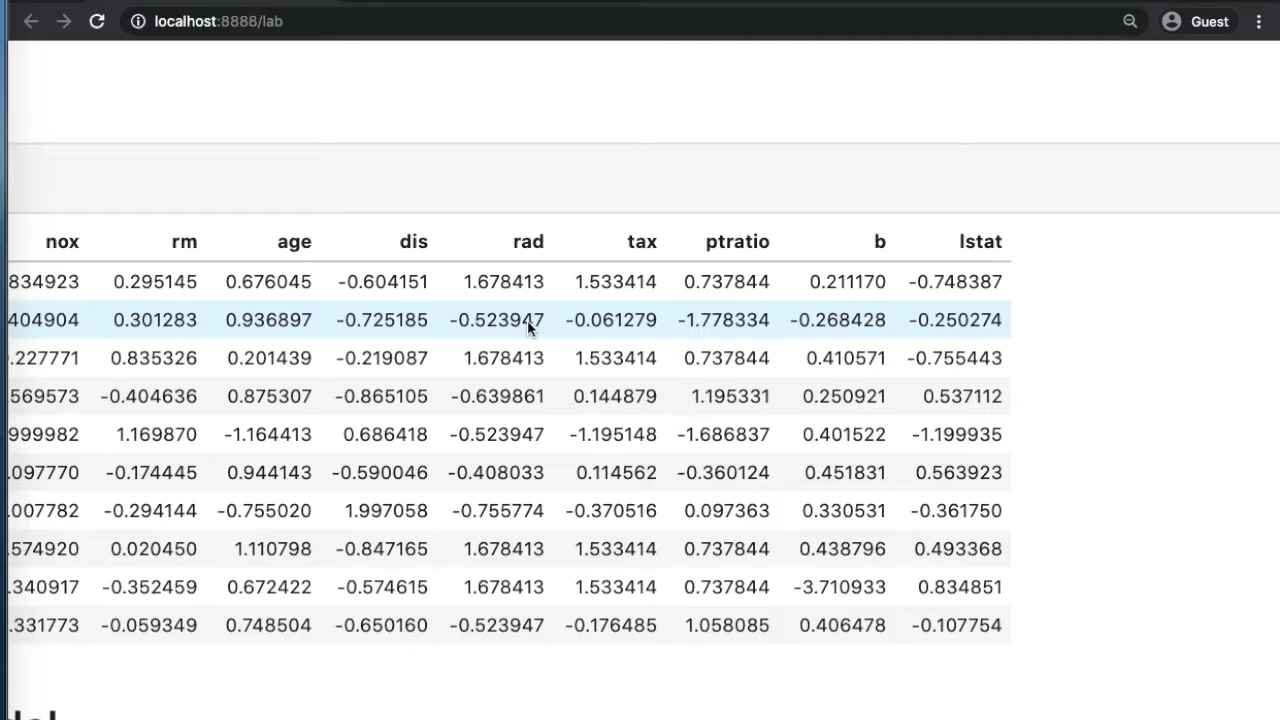 localhost:8888/lab Guest
nox rm age dis rad tax ptratio b lstat
834923 0.295145 0.676045 -0.604151 1.678413 1.533414 0.737844 0.211170 -0.748387
404904 0.301283 0.936897 -0.725185 -0.523947 -0.061279 -1.778334 -0.268428 -0.250274
.227771 0.835326 0.201439 -0.219087 1.678413 1.533414 0.737844 0.410571 -0.755443
569573 -0.404636 0.875307 -0.865105 -0.639861 0.144879 1.195331 0.250921 0.537112
999982 1.169870 -1.164413 0.686418 -0.523947 -1.195148 -1.686837 0.401522 -1.199935
.097770 -0.174445 0.944143 -0.590046 -0.408033 0.114562 -0.360124 0.451831 0.563923
.007782 -0.294144 -0.755020 1.997058 -0.755774 -0.370516 0.097363 0.330531 -0.361750
.574920 0.020450 1.110798 -0.847165 1.678413 1.533414 0.737844 0.438796 0.493368
.340917 -0.352459 0.672422 -0.574615 1.678413 1.533414 0.737844 -3.710933 0.834851
.331773 -0.059349 0.748504 -0.650160 -0.523947 -0.176485 1.058085 0.406478 -0.107754